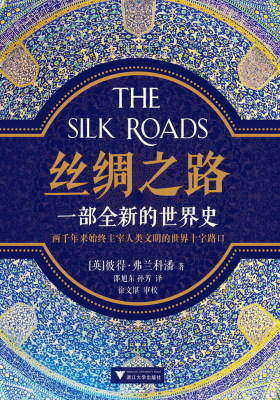 THE
SILK ROADS
丝绸之路
一部全新的世界史
两千年来始终主宰人类文明的世界十字路口
[英]彼得·弗兰科潘 著
邵旭东 孙芳 译
徐文堪 审校
浙江大学出版社